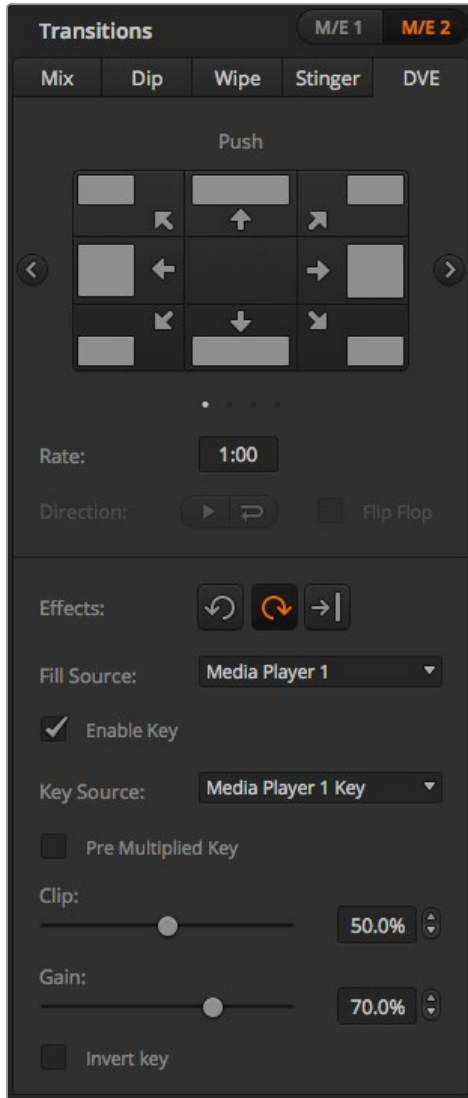 Transitions M/E 1 M/E 2
Mix Dip Wipe Stinger DVE
Push
Rate: 1:00
Direction: Flip Flop
Effects:
Fill Source: Media Player 1
Enable Key
Key Source: Media Player 1 Key
Pre Multiplied Key
Clip:
50.0%
Gain:
70.0%
Invert key